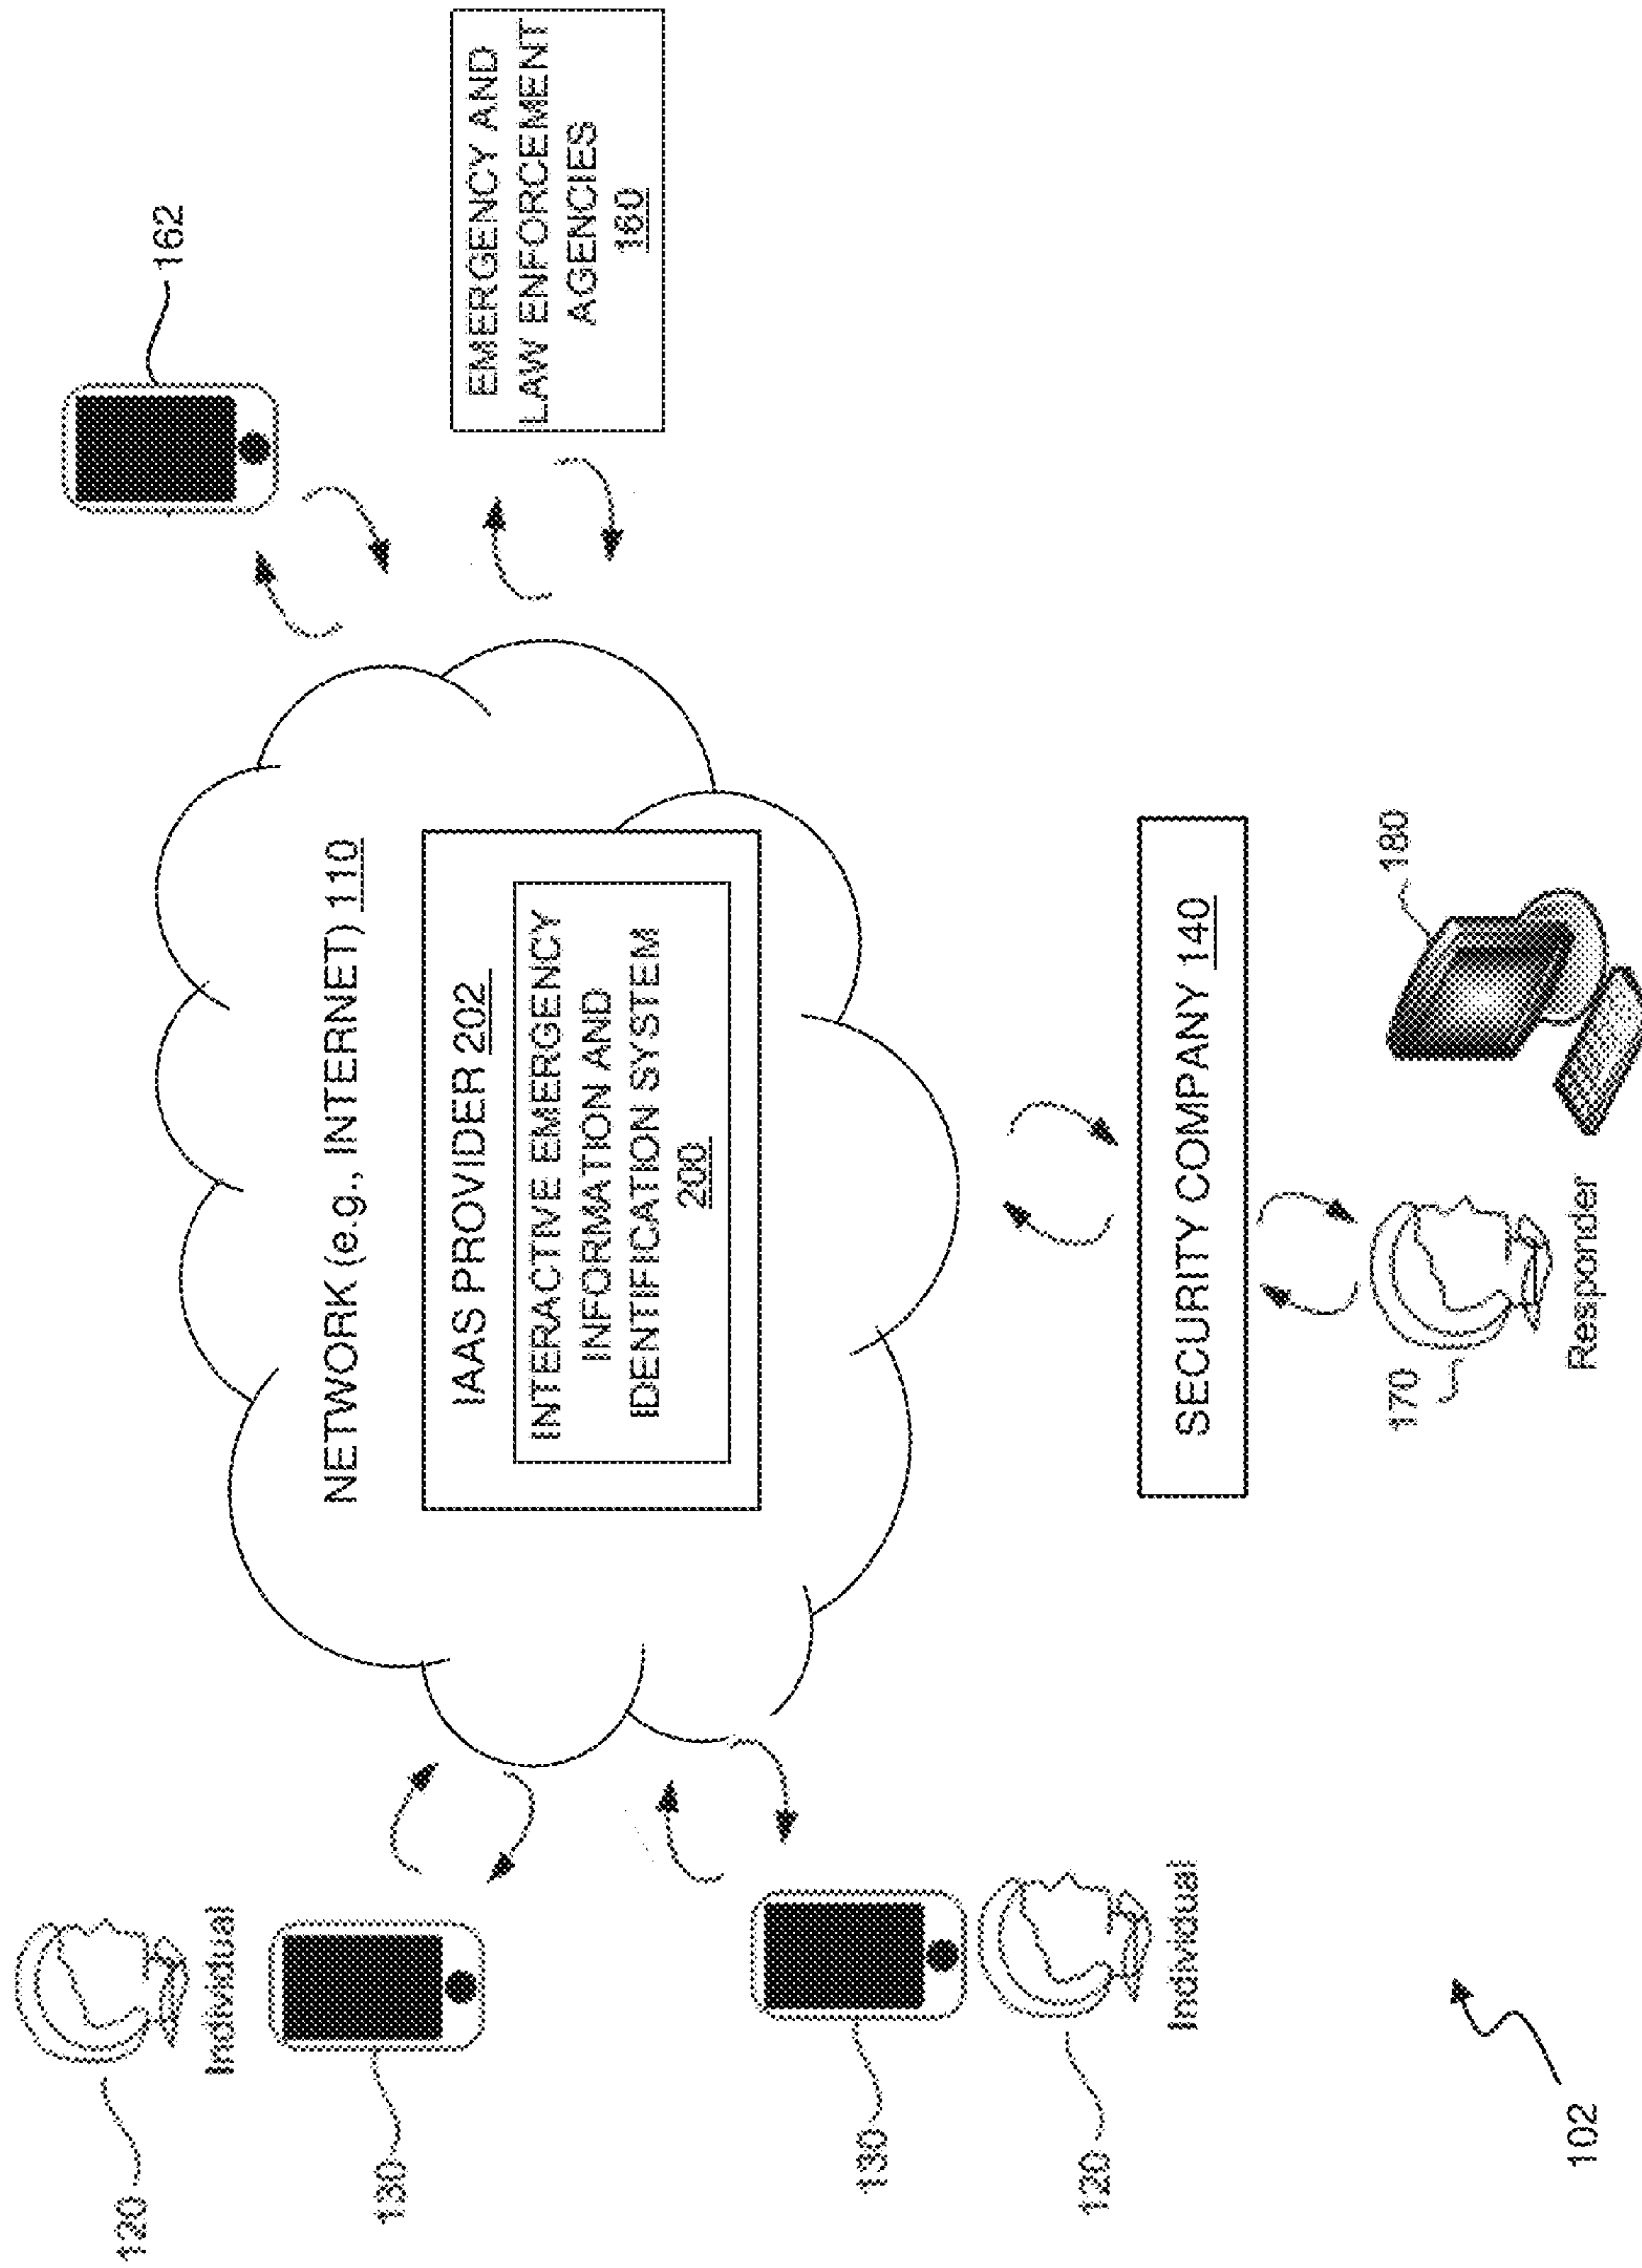 120
Individual
130
130
120
Individual
102
NETWORK (e.g., INTERNET) 110
IAAS PROVIDER 202
INTERACTIVE EMERGENCY
INFORMATION AND
IDENTIFICATION SYSTEM
200
162
EMERGENCY AND
LAW ENFORCEMENT
AGENCIES
160
SECURITY COMPANY 140
170
Responder
180